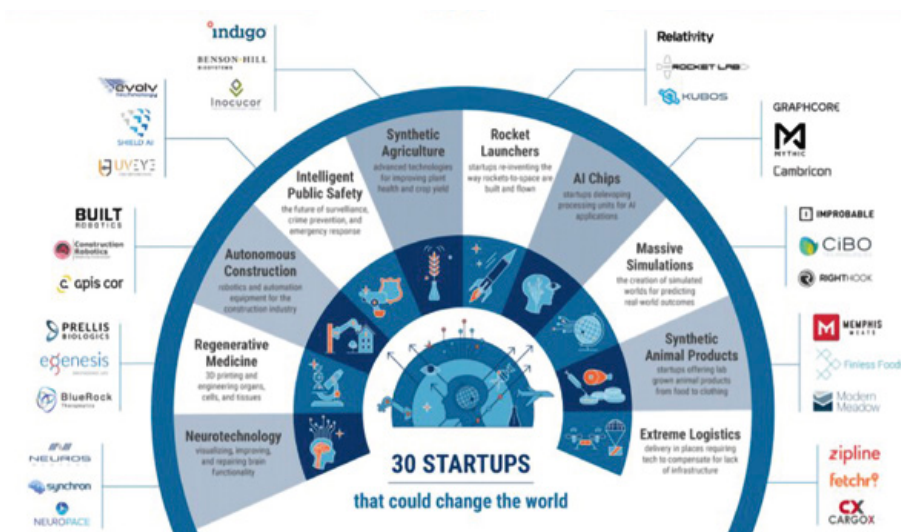 indigo
BENSON HILL
BIOSYSTEMS
Inocucor
Relativity
ROCKET LAB
KUBOS
evolv
TECHNOLOGY
SHIELD AI
UVEYE
GRAPHCORE
MYTHIC
Cambricon
BUILT
ROBOTICS
Construction
Robotics
apis cor
IMPROBABLE
CiBO
RIGHTHOOK
PRELLIS
BIOLOGICS
egenesis
BlueRock
Therapeutics
MEMPHIS
MEATS
Finless Food
Modern
Meadow
NEUROS
synchron
NEUROPACE
zipline
fetchr
CX
CARGOX
Neurotechnology
visualizing, improving,
and repairing brain
functionality
Regenerative
Medicine
3D printing and
engineering organs,
cells, and tissues
Autonomous
Construction
robotics and automation
equipment for the
construction industry
Intelligent
Public Safety
the future of surveillance,
crime prevention, and
emergency response
Synthetic
Agriculture
advanced technologies
for improving plant
health and crop yield
Rocket
Launchers
startups re-inventing the
way rockets-to-space are
built and flown
AI Chips
startups deleveoping
processing units for AI
applications
Massive
Simulations
the creation of simulated
worlds for predicting
real-world outcomes
Synthetic
Animal Products
startups offering lab
grown animal products
from food to clothing
Extreme Logistics
delivery in places requiring
tech to compensate for lack
of infrastructure
30 STARTUPS
that could change the world